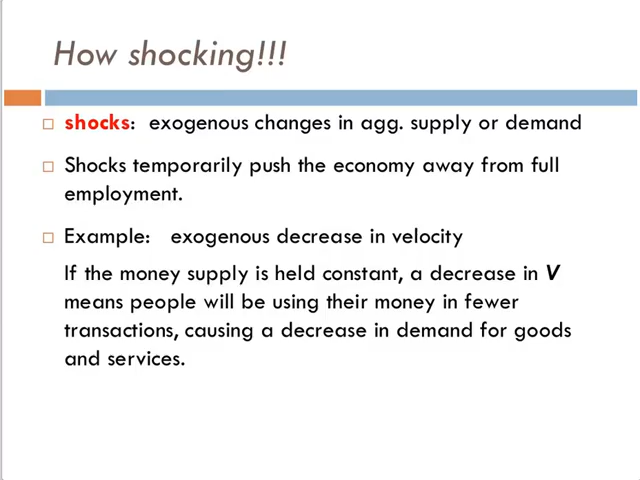 How shocking!!!
shocks: exogenous changes in agg. supply or demand
Shocks temporarily push the economy away from full
employment.
Example: exogenous decrease in velocity
If the money supply is held constant, a decrease in V
means people will be using their money in fewer
transactions, causing a decrease in demand for goods
and services.